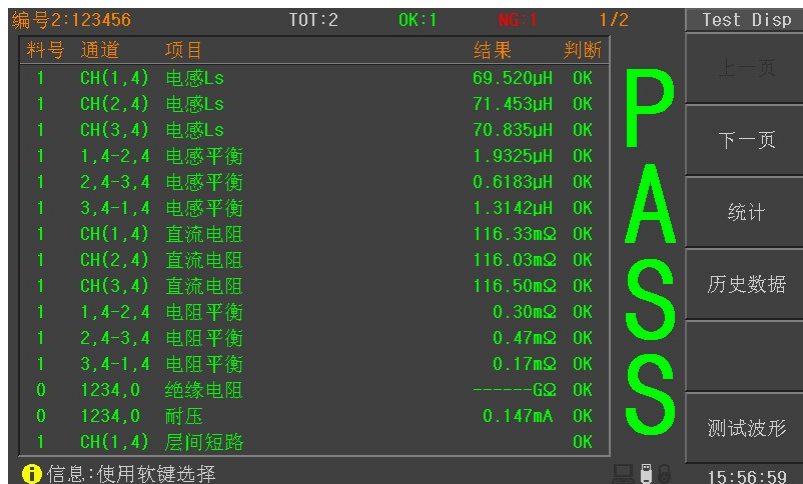 编号2:123456 TOT:2 OK:1 NG:1 1/2 Test Disp
料号 通道 项目 结果 判断
1 CH(1,4) 电感Ls 69.520μH OK
1 CH(2,4) 电感Ls 71.453μH OK
1 CH(3,4) 电感Ls 70.835μH OK
1 1,4-2,4 电感平衡 1.9325μH OK
1 2,4-3,4 电感平衡 0.6183μH OK
1 3,4-1,4 电感平衡 1.3142μH OK
1 CH(1,4) 直流电阻 116.33mΩ OK
1 CH(2,4) 直流电阻 116.03mΩ OK
1 CH(3,4) 直流电阻 116.50mΩ OK
1 1,4-2,4 电阻平衡 0.30mΩ OK
1 2,4-3,4 电阻平衡 0.47mΩ OK
1 3,4-1,4 电阻平衡 0.17mΩ OK
0 1234,0 绝缘电阻 ------GΩ OK
0 1234,0 耐压 0.147mA OK
1 CH(1,4) 层间短路 OK
PASS
上一页
下一页
统计
历史数据
测试波形
信息:使用软键选择
15:56:59